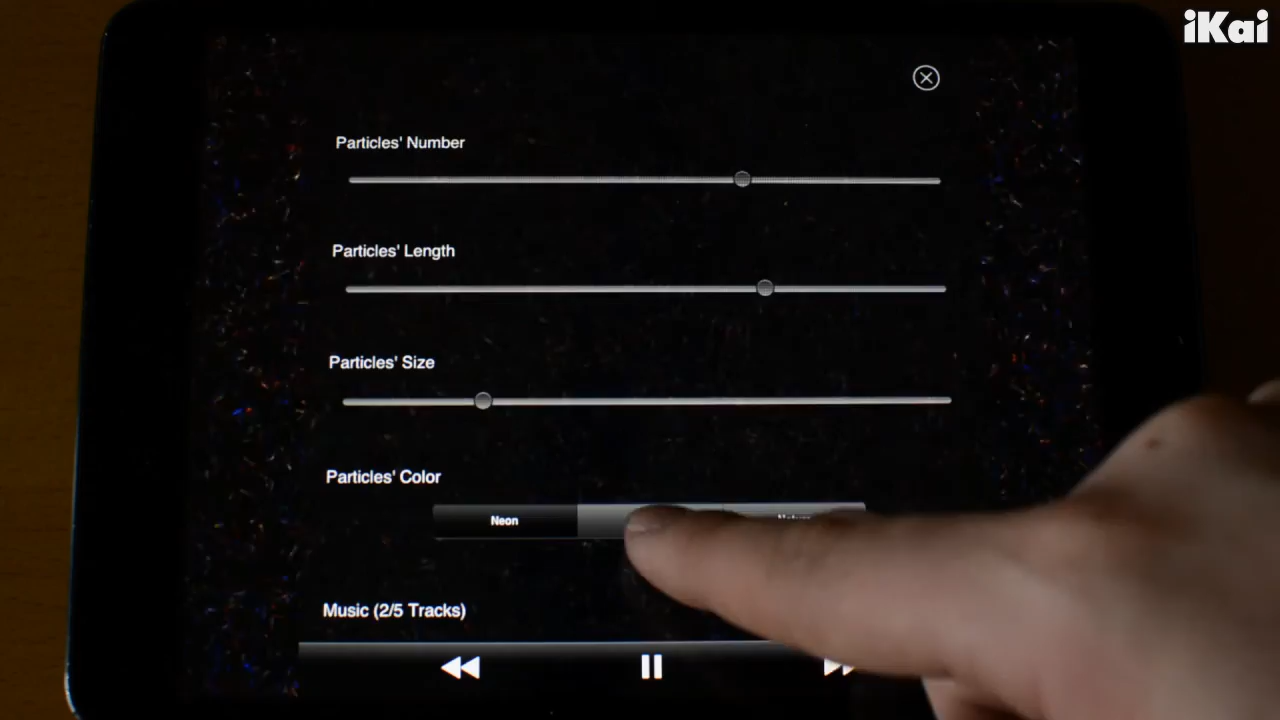 iKai
Particles' Number
Particles' Length
Particles' Size
Particles' Color
Neon
Music (2/5 Tracks)